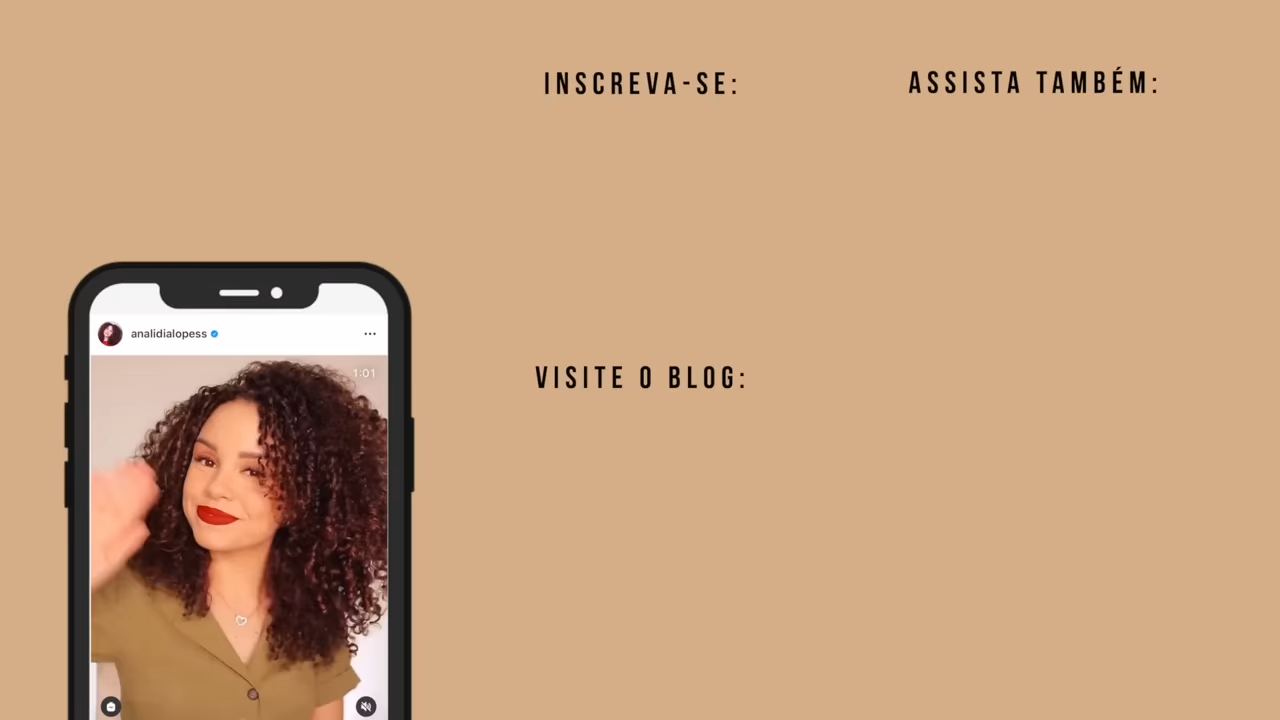 INSCREVA-SE:
ASSISTA TAMBÉM:
analidialopess
1:01
VISITE O BLOG: